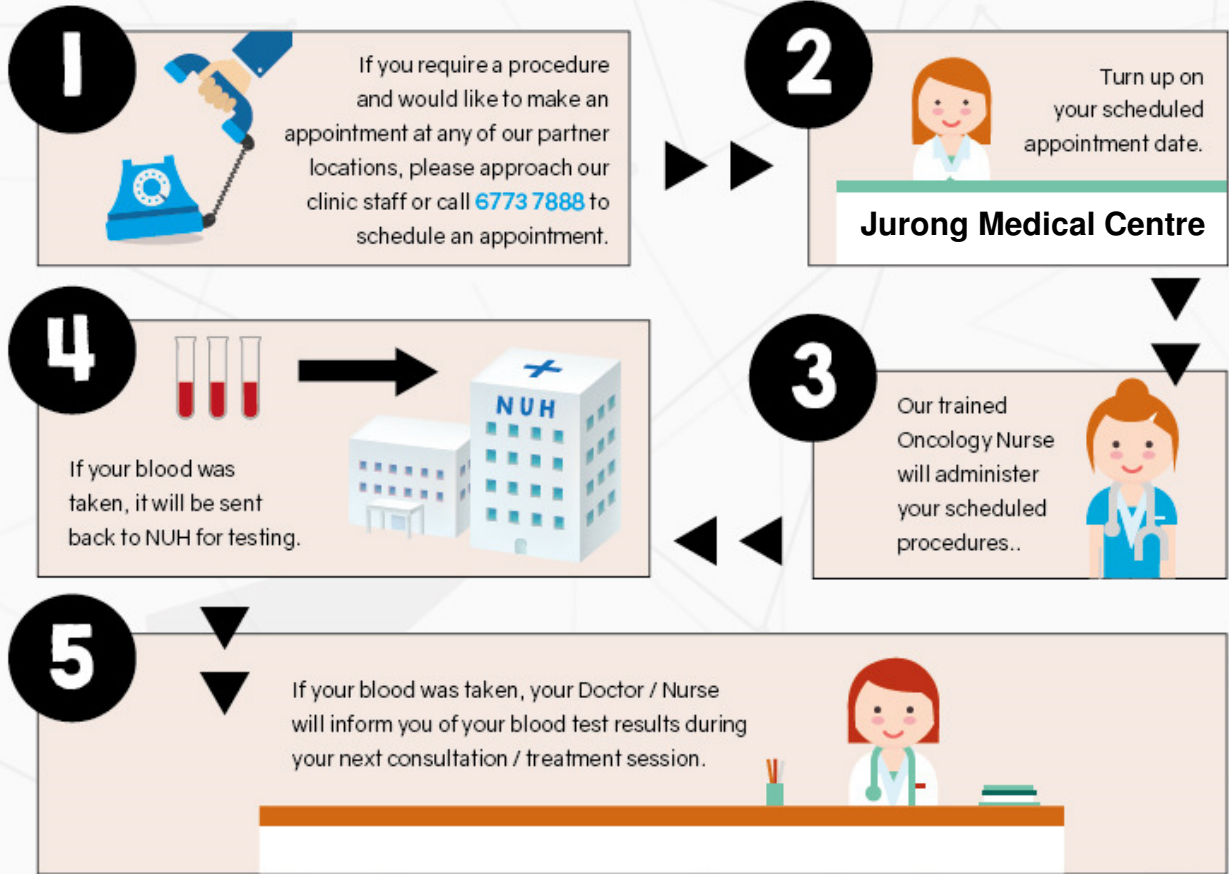 1
If you require a procedure
and would like to make an
appointment at any of our partner
locations, please approach our
clinic staff or call 6773 7888 to
schedule an appointment.
2
Turn up on
your scheduled
appointment date.
Jurong Medical Centre
3
Our trained
Oncology Nurse
will administer
your scheduled
procedures..
4
NUH
If your blood was
taken, it will be sent
back to NUH for testing.
5
If your blood was taken, your Doctor / Nurse
will inform you of your blood test results during
your next consultation / treatment session.